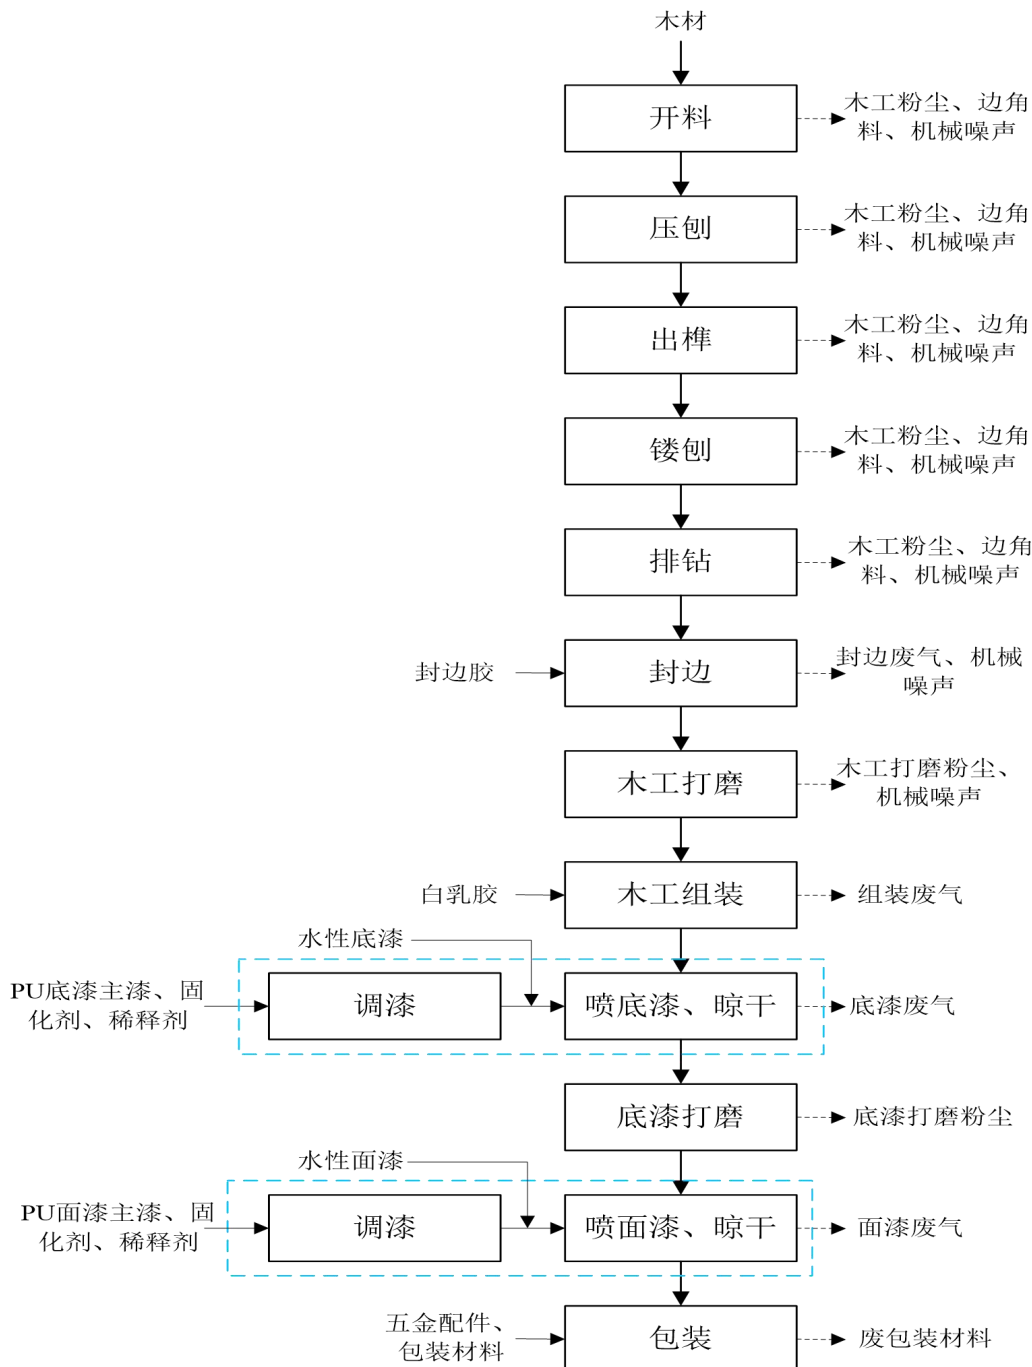 木材
开料
木工粉尘、边角
料、机械噪声
压刨
木工粉尘、边角
料、机械噪声
出榫
木工粉尘、边角
料、机械噪声
镂刨
木工粉尘、边角
料、机械噪声
排钻
木工粉尘、边角
料、机械噪声
封边胶
封边
封边废气、机械
噪声
木工打磨
木工打磨粉尘、
机械噪声
白乳胶
木工组装
组装废气
水性底漆
PU底漆主漆、固
化剂、稀释剂
调漆
喷底漆、晾干
底漆废气
底漆打磨
底漆打磨粉尘
水性面漆
PU面漆主漆、固
化剂、稀释剂
调漆
喷面漆、晾干
面漆废气
五金配件、
包装材料
包装
废包装材料